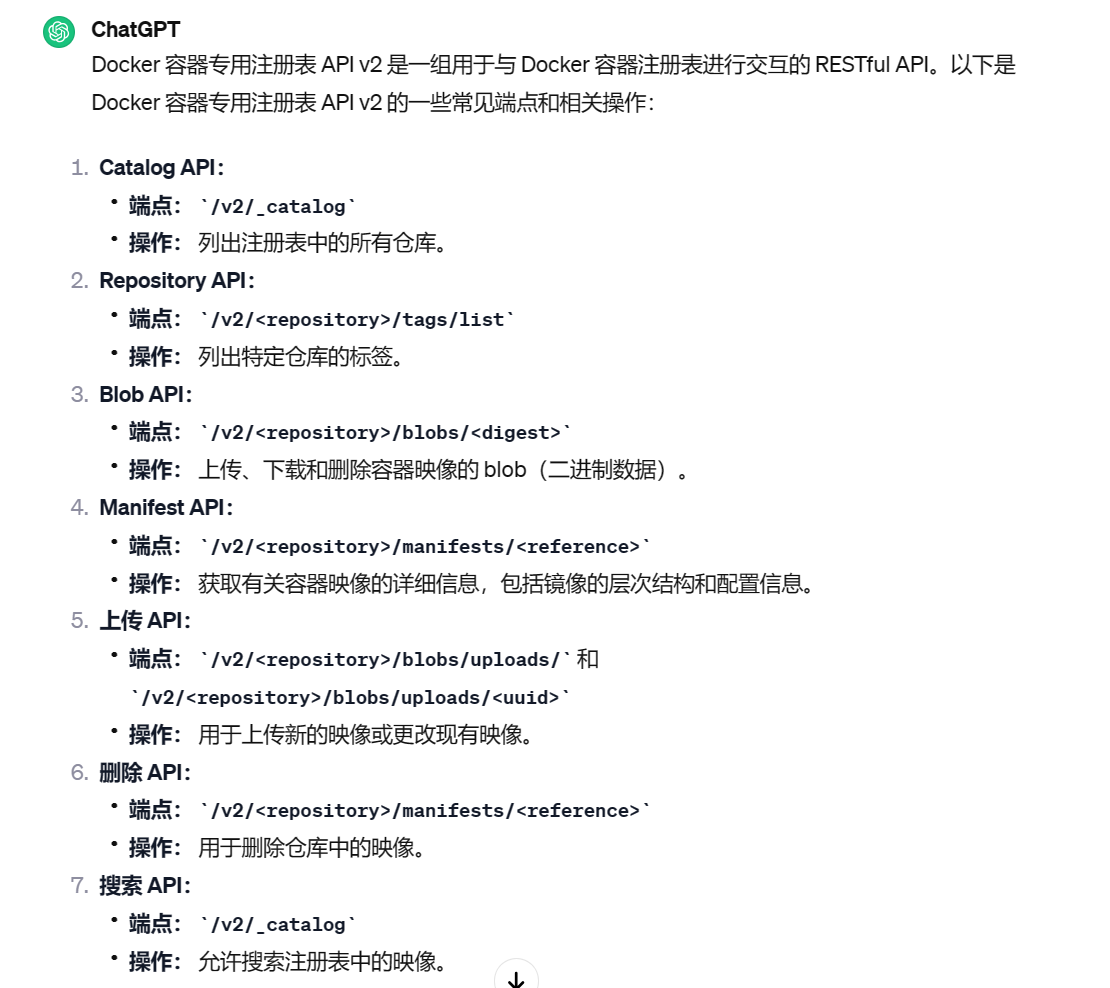 ChatGPT
Docker 容器专用注册表 API v2 是一组用于与 Docker 容器注册表进行交互的 RESTful API。以下是
Docker 容器专用注册表 API v2 的一些常见端点和相关操作：
1. Catalog API：
• 端点： `/v2/_catalog`
• 操作： 列出注册表中的所有仓库。
2. Repository API：
• 端点： `/v2/<repository>/tags/list`
• 操作： 列出特定仓库的标签。
3. Blob API：
• 端点： `/v2/<repository>/blobs/<digest>`
• 操作： 上传、下载和删除容器映像的 blob（二进制数据）。
4. Manifest API：
• 端点： `/v2/<repository>/manifests/<reference>`
• 操作： 获取有关容器映像的详细信息，包括镜像的层次结构和配置信息。
5. 上传 API：
• 端点： `/v2/<repository>/blobs/uploads/` 和
`/v2/<repository>/blobs/uploads/<uuid>`
• 操作： 用于上传新的映像或更改现有映像。
6. 删除 API：
• 端点： `/v2/<repository>/manifests/<reference>`
• 操作： 用于删除仓库中的映像。
7. 搜索 API：
• 端点： `/v2/_catalog`
• 操作： 允许搜索注册表中的映像。